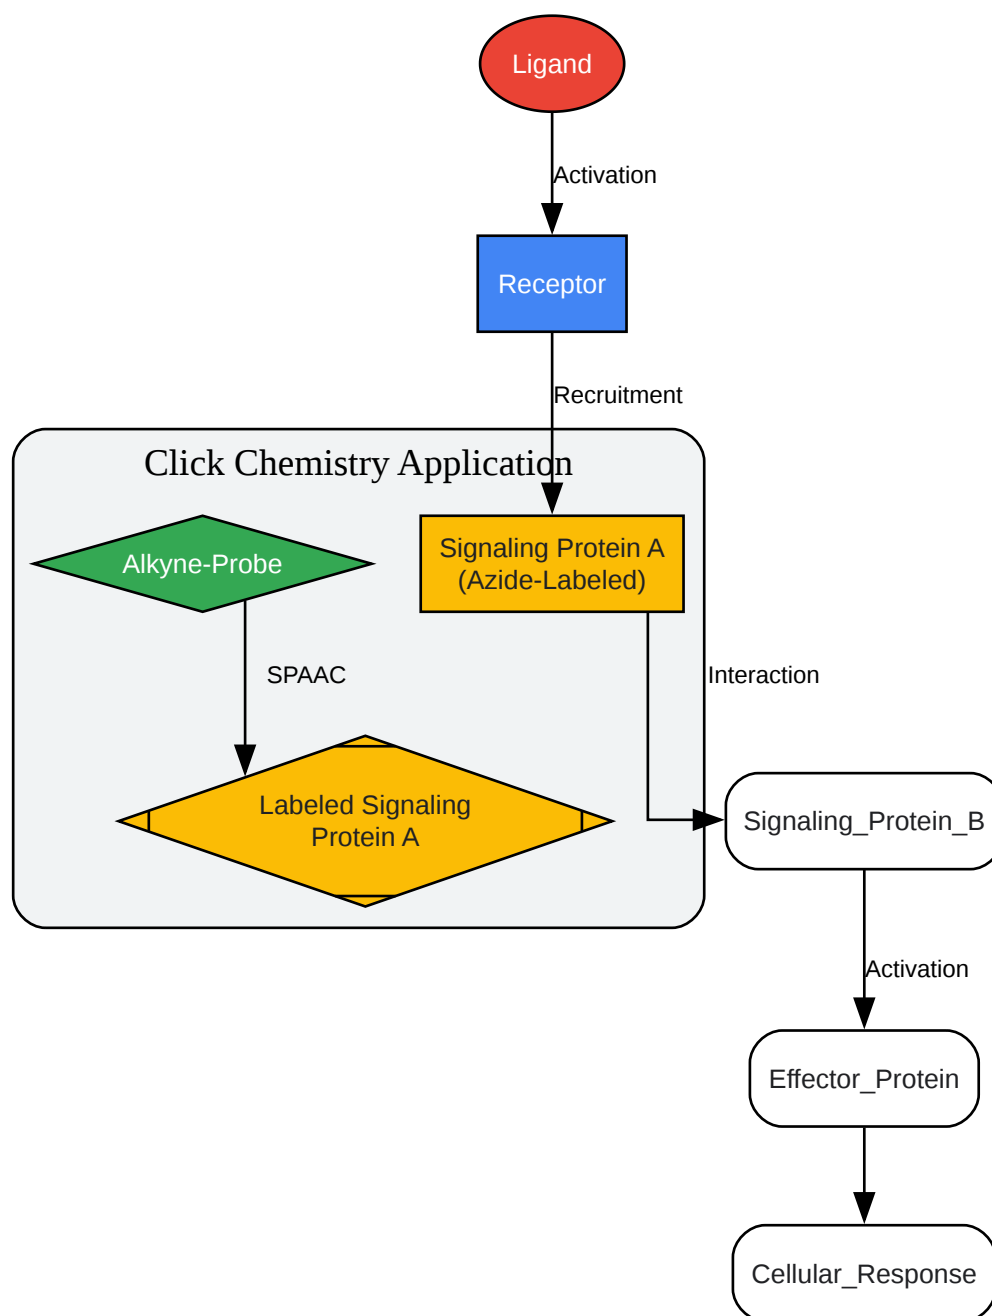 Ligand
Activation
Receptor
Recruitment
Click Chemistry Application
Alkyne-Probe
Signaling Protein A
(Azide-Labeled)
SPAAC
Interaction
Labeled Signaling
Protein A
Signaling_Protein_B
Activation
Effector_Protein
Cellular_Response